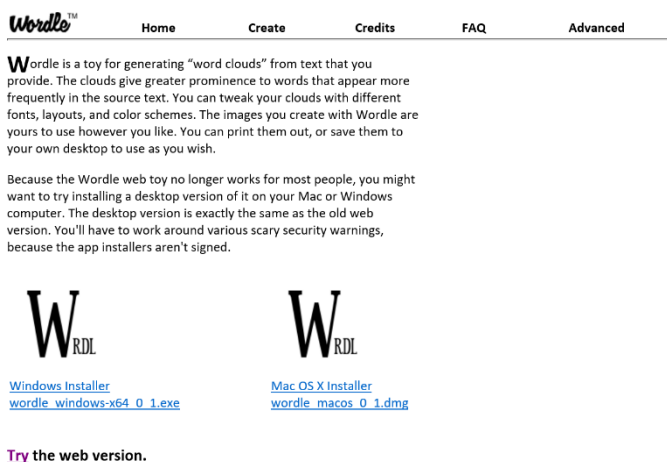 Wordle™ Home Create Credits FAQ Advanced
Wordle is a toy for generating “word clouds” from text that you
provide. The clouds give greater prominence to words that appear more
frequently in the source text. You can tweak your clouds with different
fonts, layouts, and color schemes. The images you create with Wordle are
yours to use however you like. You can print them out, or save them to
your own desktop to use as you wish.
Because the Wordle web toy no longer works for most people, you might
want to try installing a desktop version of it on your Mac or Windows
computer. The desktop version is exactly the same as the old web
version. You'll have to work around various scary security warnings,
because the app installers aren't signed.
WRDL WRDL
Windows Installer Mac OS X Installer
wordle_windows-x64_0_1.exe wordle_macos_0_1.dmg
Try the web version.